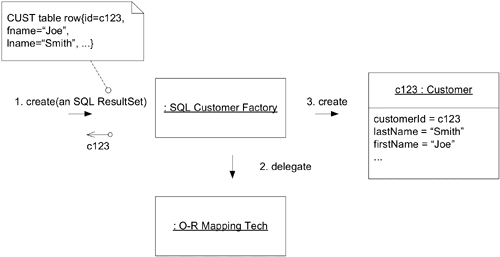 CUST table row{id=c123,
fname=“Joe”,
lname=“Smith”, ...}
1. create(an SQL ResultSet)
c123
: SQL Customer Factory
3. create
c123 : Customer
customerId = c123
lastName = “Smith”
firstName = “Joe”
...
2. delegate
: O-R Mapping Tech